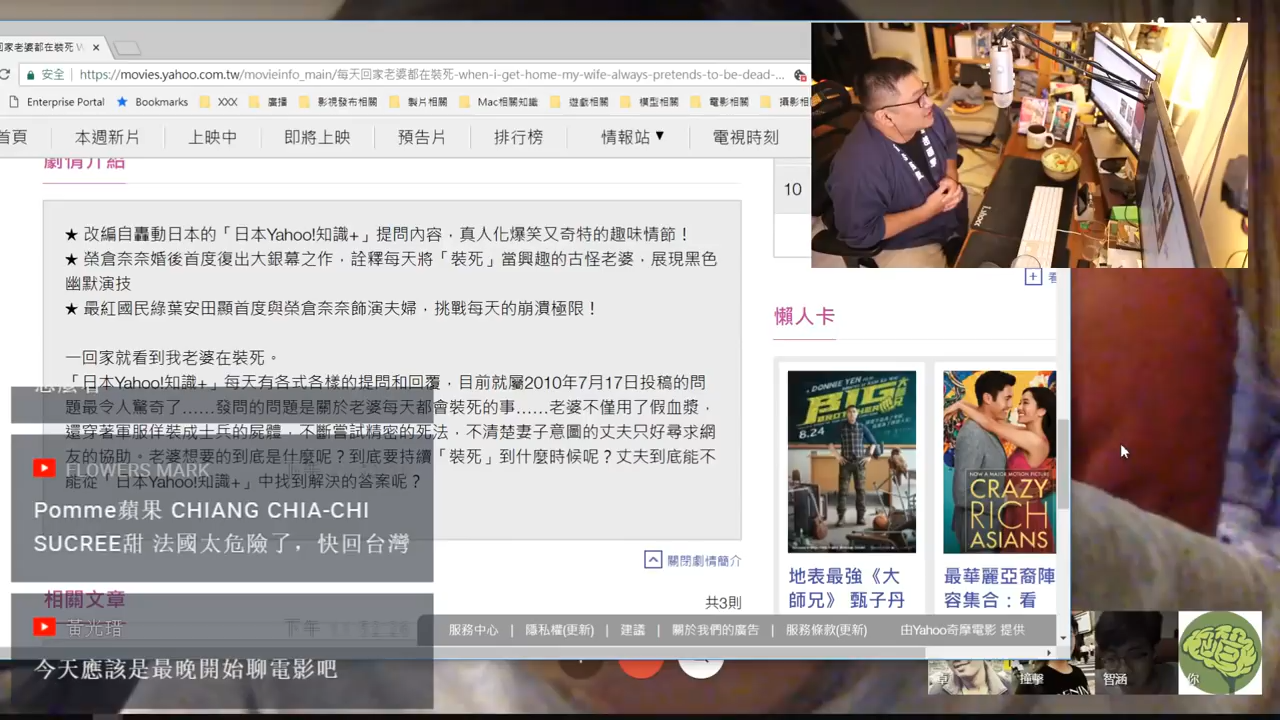 回家老婆都在裝死
安全 https://movies.yahoo.com.tw/movieinfo_main/每天回家老婆都在裝死-when-i-get-home-my-wife-always-pretends-to-be-dead-...
Enterprise Portal Bookmarks XXX 廣播 影視發布相關 製片相關 Mac相關知識 遊戲相關 模型相關 電影相關 攝影相
首頁 本週新片 上映中 即將上映 預告片 排行榜 情報站▼ 電視時刻
劇情介紹
10
★ 改編自轟動日本的「日本Yahoo!知識+」提問內容，真人化爆笑又奇特的趣味情節！
★ 榮倉奈奈婚後首度復出大銀幕之作，詮釋每天將「裝死」當興趣的古怪老婆，展現黑色
幽默演技
★ 最紅國民綠葉安田顯首度與榮倉奈奈飾演夫婦，挑戰每天的崩潰極限！
一回家就看到我老婆在裝死。
「日本Yahoo!知識+」每天有各式各樣的提問和回覆，目前就屬2010年7月17日投稿的問
題最令人驚奇了……發問的問題是關於老婆每天都會裝死的事……老婆不僅用了假血漿，
還穿著軍服佯裝成士兵的屍體，不斷嘗試精密的死法，不清楚妻子意圖的丈夫只好尋求網
友的協助。老婆想要的到底是什麼呢？到底要持續「裝死」到什麼時候呢？丈夫到底能不
能從「日本Yahoo!知識+」中找到解決的答案呢？
關閉劇情簡介
共3則
相關文章
懶人卡
A DONNIE YEN FILM
BIG BROTHER
8.24
NOW A MAJOR MOTION PICTURE
CRAZY
RICH
ASIANS
地表最強《大
師兄》 甄子丹
最華麗亞裔陣
容集合：看
FLOWERS MARK
Pomme蘋果 CHIANG CHIA-CHI
SUCREE甜 法國太危險了，快回台灣
黃光瑨
下午
今天應該是最晚開始聊電影吧
服務中心 | 隱私權(更新) | 建議 | 關於我們的廣告 | 服務條款(更新) 由Yahoo奇摩電影 提供
卓
撞擊
智涵
你